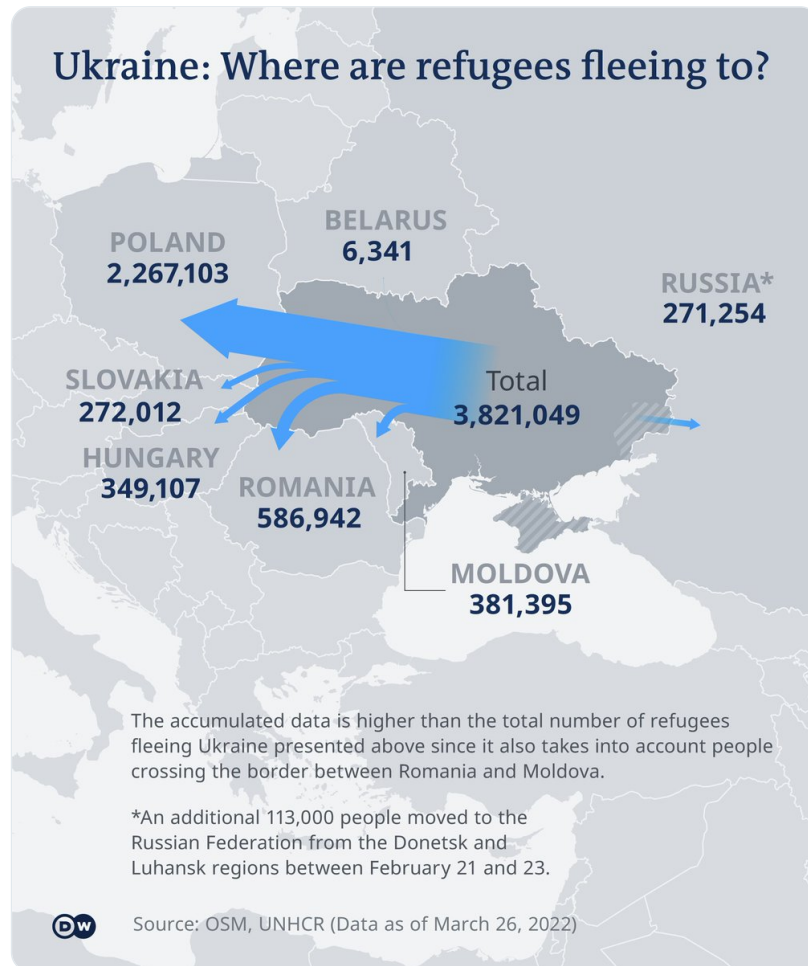 Ukraine: Where are refugees fleeing to?
BELARUS
6,341
POLAND
2,267,103
RUSSIA*
271,254
Total
3,821,049
SLOVAKIA
272,012
HUNGARY
349,107
ROMANIA
586,942
MOLDOVA
381,395
The accumulated data is higher than the total number of refugees
fleeing Ukraine presented above since it also takes into account people
crossing the border between Romania and Moldova.
*An additional 113,000 people moved to the
Russian Federation from the Donetsk and
Luhansk regions between February 21 and 23.
DW
Source: OSM, UNHCR (Data as of March 26, 2022)